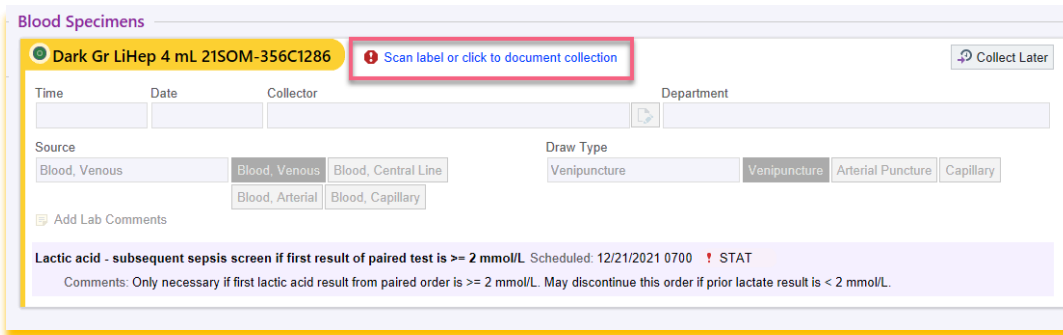 Blood Specimens
Dark Gr LiHep 4 mL 21SOM-356C1286
Scan label or click to document collection
Collect Later
Time Date Collector Department
Source Draw Type
Blood, Venous Blood, Venous Blood, Central Line Venipuncture Venipuncture Arterial Puncture Capillary
Blood, Arterial Blood, Capillary
Add Lab Comments
Lactic acid - subsequent sepsis screen if first result of paired test is >= 2 mmol/L Scheduled: 12/21/2021 0700 ! STAT
Comments: Only necessary if first lactic acid result from paired order is >= 2 mmol/L. May discontinue this order if prior lactate result is < 2 mmol/L.